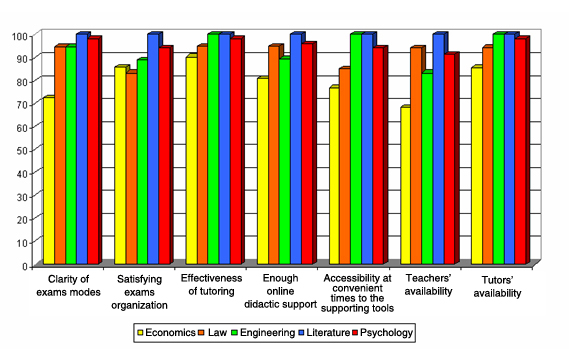 100
90
80
70
60
50
40
30
20
10
0
Clarity of
exams modes
Satisfying
exams
organization
Effectiveness
of tutoring
Enough
online
didactic support
Accessibility at
convenient
times to the
supporting tools
Teachers'
availability
Tutors'
availability
Economics Law Engineering Literature Psychology